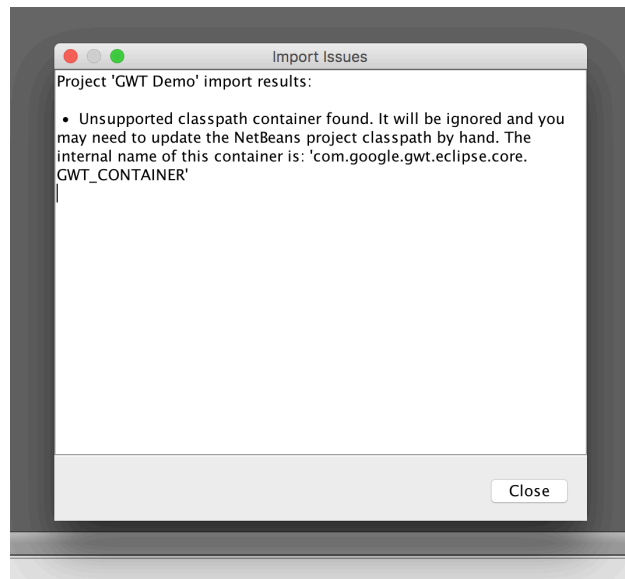 Import Issues
Project 'GWT Demo' import results:
• Unsupported classpath container found. It will be ignored and you
may need to update the NetBeans project classpath by hand. The
internal name of this container is: 'com.google.gwt.eclipse.core.
GWT_CONTAINER'
Close